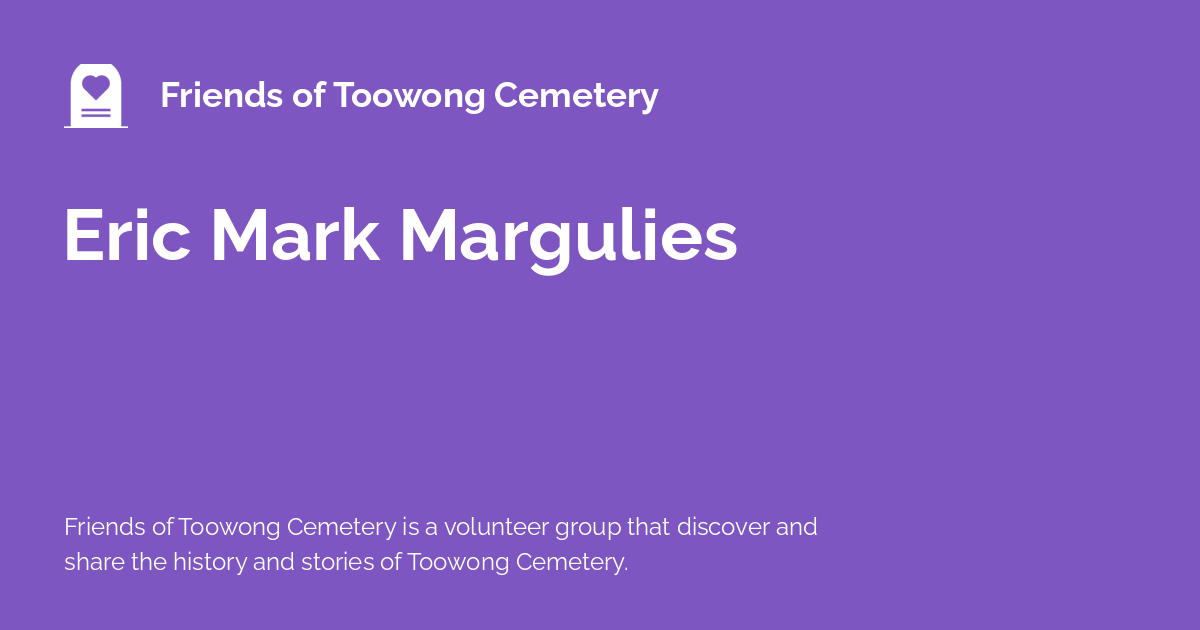 Friends of Toowong Cemetery
Eric Mark Margulies
Friends of Toowong Cemetery is a volunteer group that discover and
share the history and stories of Toowong Cemetery.